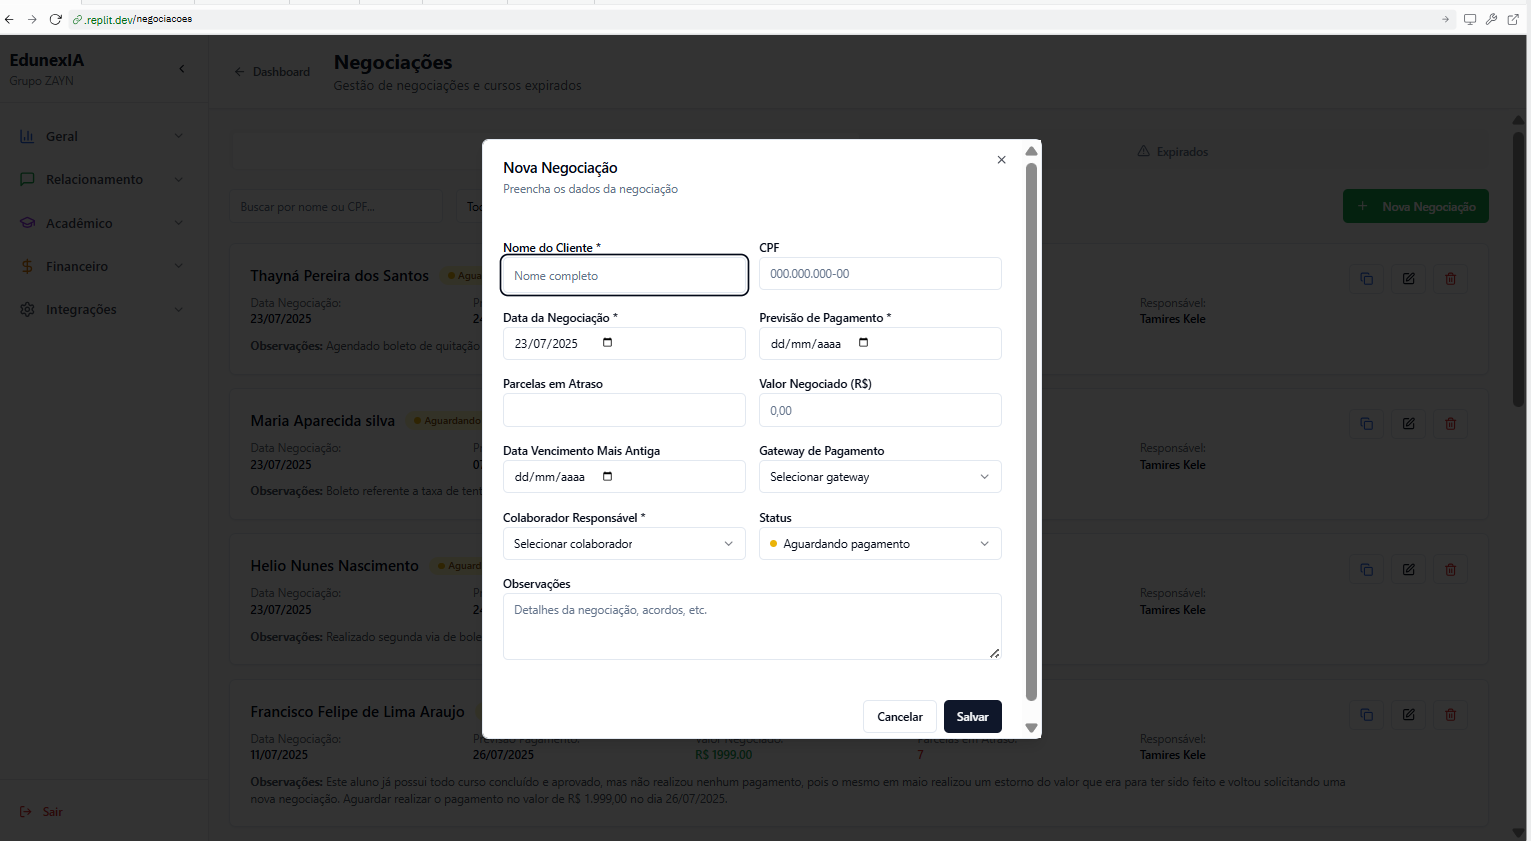 .replit.dev/negociacoes
EdunexIA
Grupo ZAYN
Dashboard
Negociações
Gestão de negociações e cursos expirados
Geral
Relacionamento
Acadêmico
Financeiro
Integrações
Sair
Expirados
Buscar por nome ou CPF...
Nova Negociação
Thayná Pereira dos Santos
Data Negociação:
23/07/2025
Responsável:
Tamires Kele
Observações: Agendado boleto de quitação
Maria Aparecida silva Aguardando
Data Negociação:
23/07/2025
Responsável:
Tamires Kele
Observações: Boleto referente a taxa de
Helio Nunes Nascimento
Data Negociação:
23/07/2025
Responsável:
Tamires Kele
Observações: Realizado segunda via de
Francisco Felipe de Lima Araujo
Data Negociação: Previsão Pagamento: Valor Negociado: Parcelas em Atraso: Responsável:
11/07/2025 26/07/2025 R$ 1999.00 7 Tamires Kele
Observações: Este aluno já possui todo curso concluído e aprovado, mas não realizou nenhum pagamento, pois o mesmo em maio realizou um estorno do valor que era para ter sido feito e voltou solicitando uma
nova negociação. Aguardar realizar o pagamento no valor de R$ 1.999,00 no dia 26/07/2025.
Nova Negociação
Preencha os dados da negociação
Nome do Cliente * CPF
Nome completo 000.000.000-00
Data da Negociação * Previsão de Pagamento *
23/07/2025 dd/mm/aaaa
Parcelas em Atraso Valor Negociado (R$)
0,00
Data Vencimento Mais Antiga Gateway de Pagamento
dd/mm/aaaa Selecionar gateway
Colaborador Responsável * Status
Selecionar colaborador Aguardando pagamento
Observações
Detalhes da negociação, acordos, etc.
Cancelar Salvar